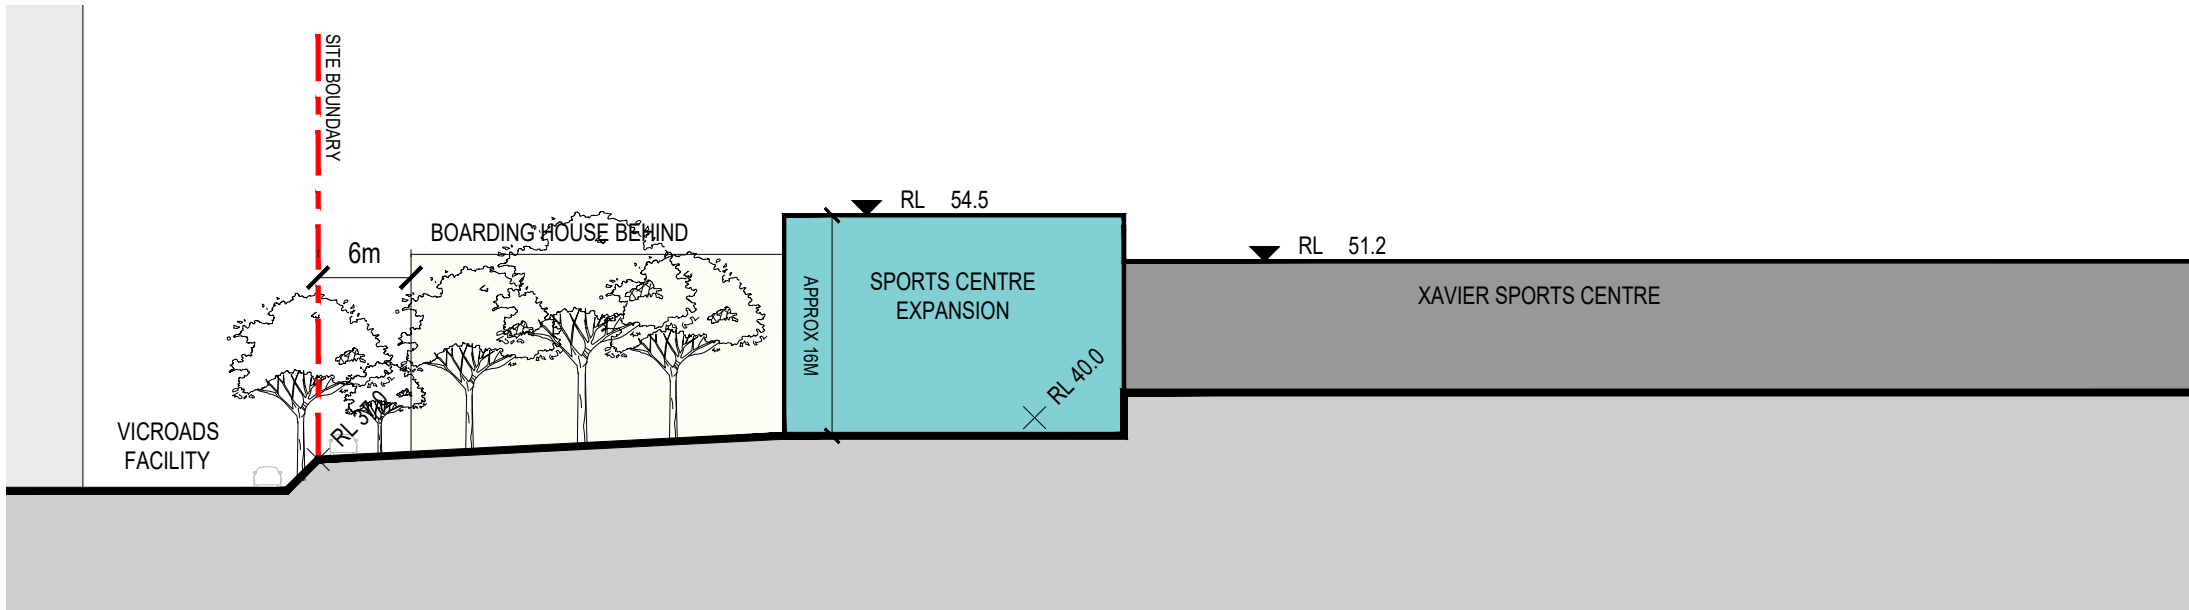 SITE BOUNDARY
RL 54.5
BOARDING HOUSE BEHIND
6m
RL 51.2
APPROX 16M
SPORTS CENTRE
EXPANSION
XAVIER SPORTS CENTRE
RL 40.0
RL
VICROADS
FACILITY